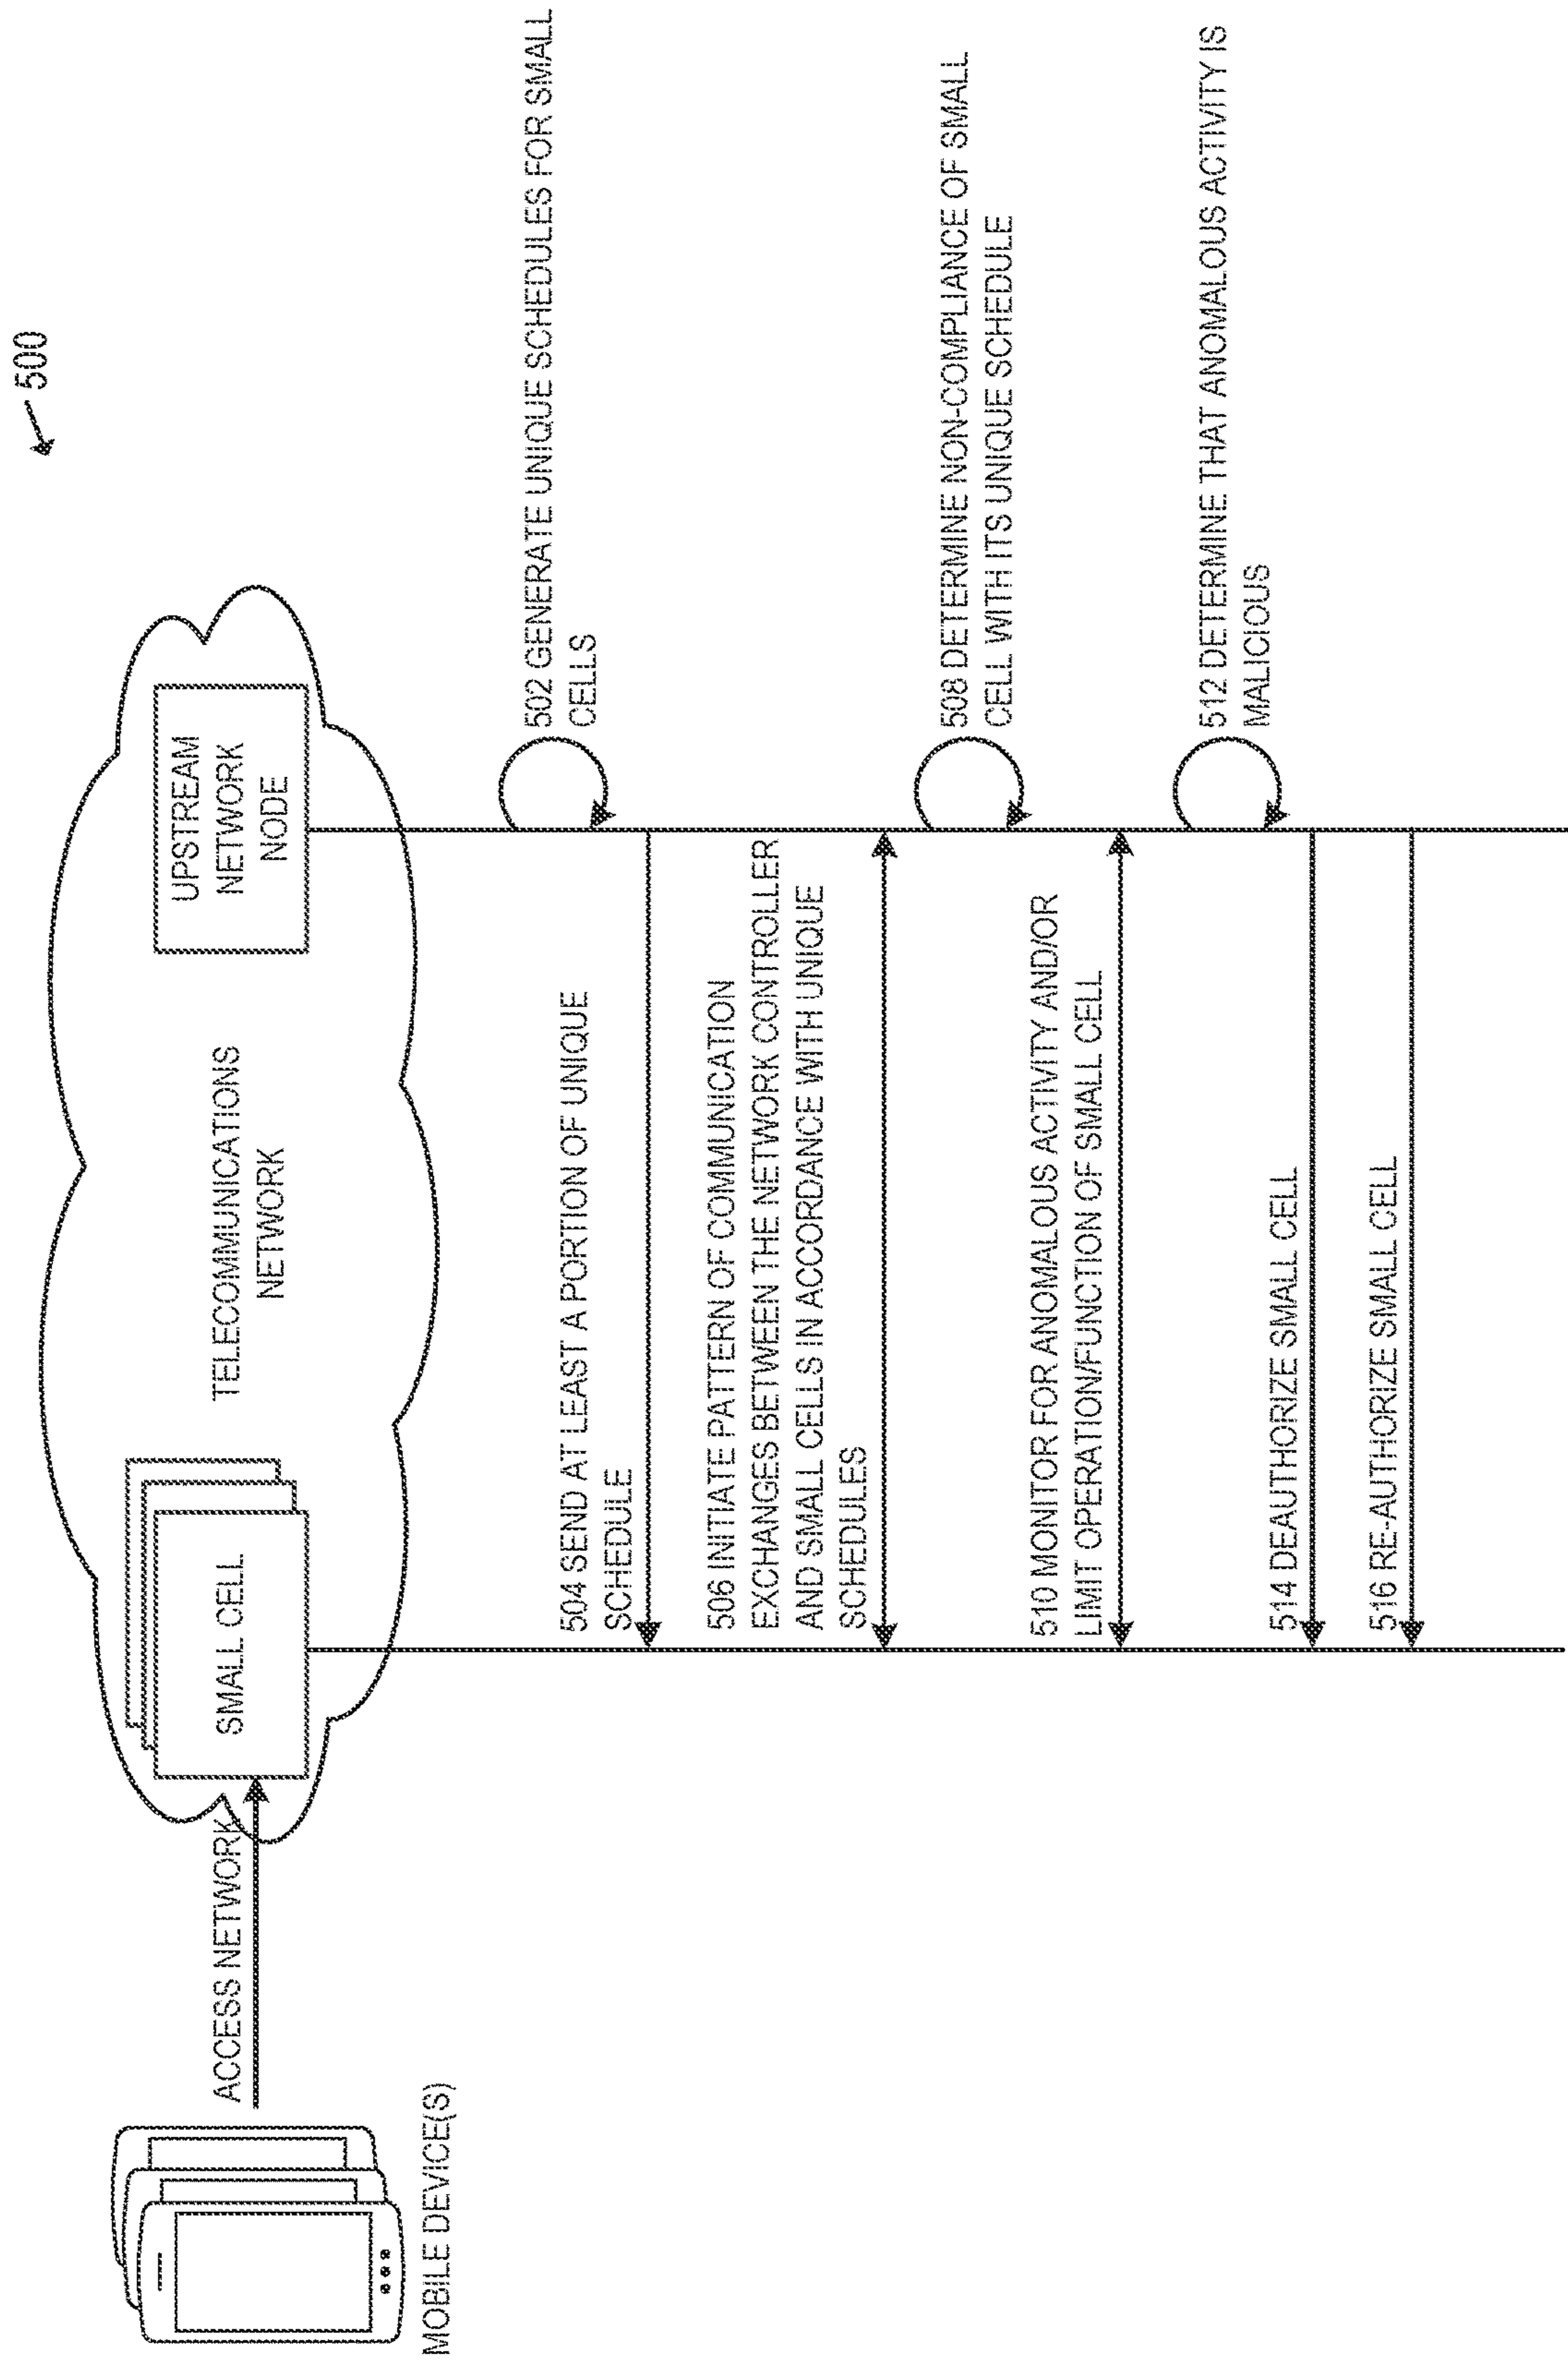 500
MOBILE DEVICE(S)
ACCESS NETWORK
SMALL CELL
TELECOMMUNICATIONS
NETWORK
UPSTREAM
NETWORK
NODE
502 GENERATE UNIQUE SCHEDULES FOR SMALL
CELLS
504 SEND AT LEAST A PORTION OF UNIQUE
SCHEDULE
506 INITIATE PATTERN OF COMMUNICATION
EXCHANGES BETWEEN THE NETWORK CONTROLLER
AND SMALL CELLS IN ACCORDANCE WITH UNIQUE
SCHEDULES
508 DETERMINE NON-COMPLIANCE OF SMALL
CELL WITH ITS UNIQUE SCHEDULE
510 MONITOR FOR ANOMALOUS ACTIVITY AND/OR
LIMIT OPERATION/FUNCTION OF SMALL CELL
512 DETERMINE THAT ANOMALOUS ACTIVITY IS
MALICIOUS
514 DEAUTHORIZE SMALL CELL
516 RE-AUTHORIZE SMALL CELL